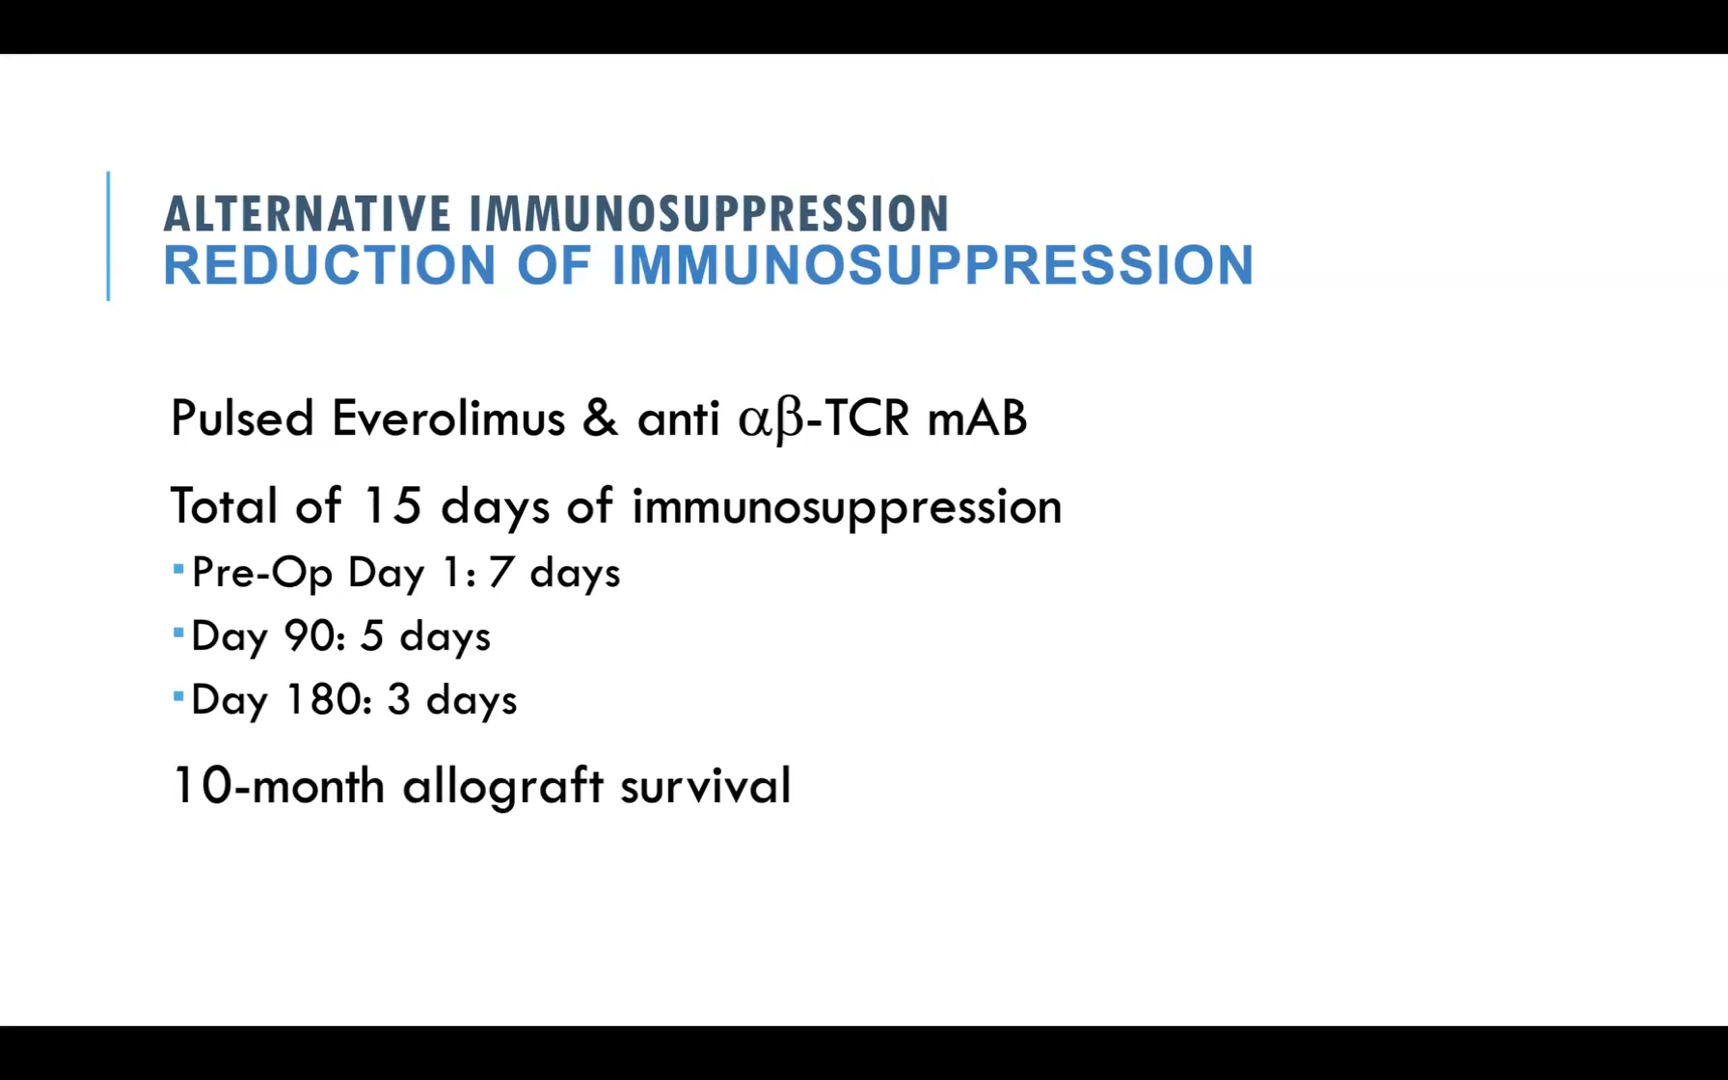 ALTERNATIVE IMMUNOSUPPRESSION
REDUCTION OF IMMUNOSUPPRESSION
Pulsed Everolimus & anti αβ-TCR mAB
Total of 15 days of immunosuppression
▪Pre-Op Day 1: 7 days
▪Day 90: 5 days
▪Day 180: 3 days
10-month allograft survival